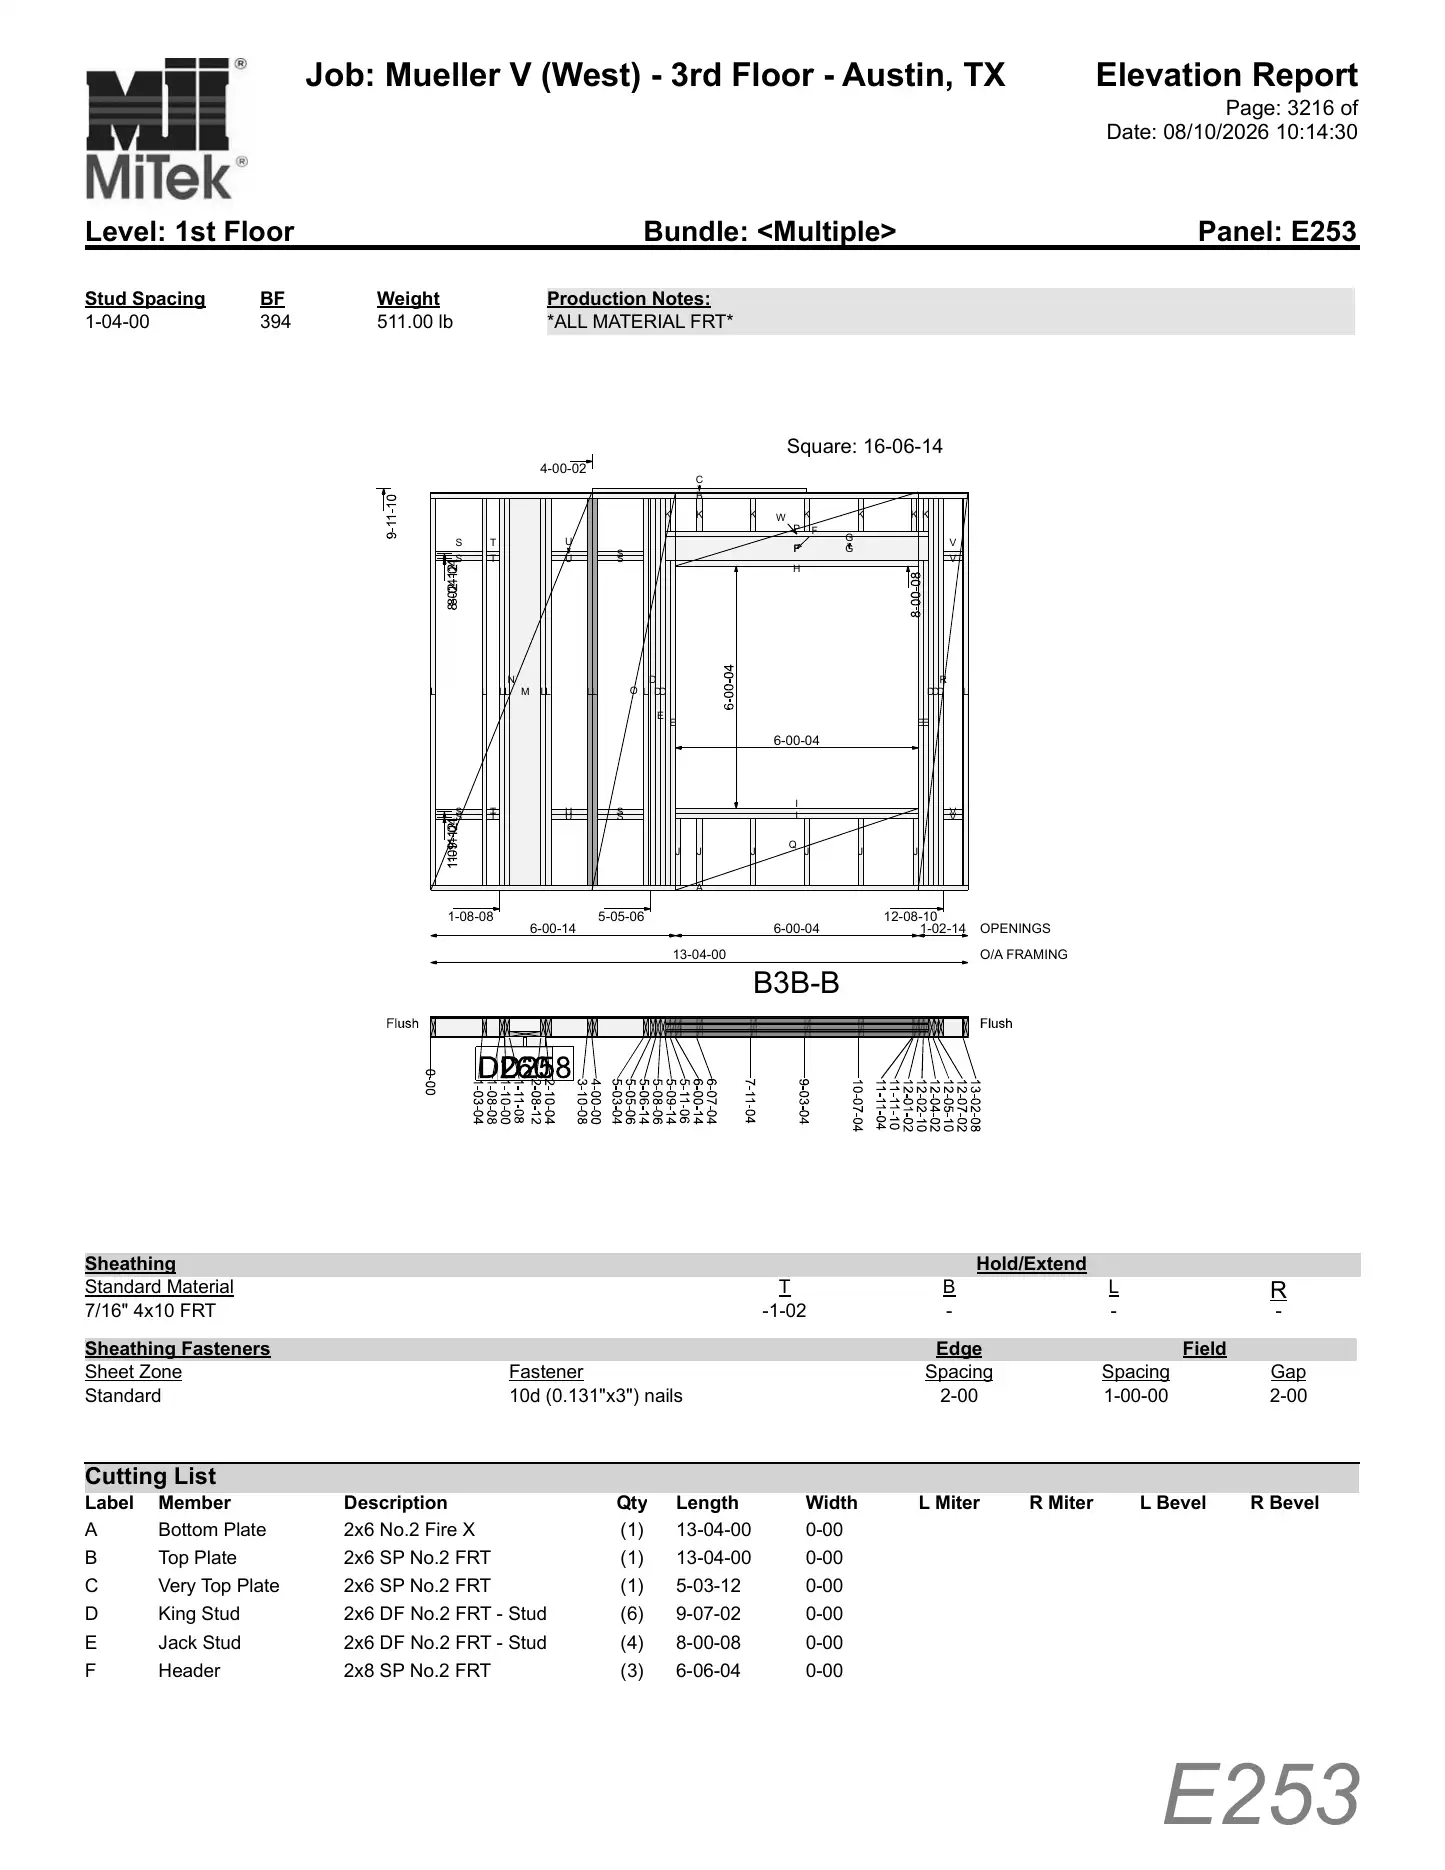 Job: Mueller V (West) - 3rd Floor - Austin, TX
Elevation Report
Page: 3216 of
Date: 08/10/2026 10:14:30
MiTek®
Level: 1st Floor
Bundle: <Multiple>
Panel: E253
Stud Spacing BF Weight Production Notes:
1-04-00 394 511.00 lb *ALL MATERIAL FRT*
Square: 16-06-14
4-00-02
9-11-10
C
K K K K K K K
W
P F
G
G
H
S T U S V
S T U S V
8-00-08
6-00-04
N M O D R
L L L L L L L L L L
E E
6-00-04
I
I
S T U S V
Q
J J J J J J
A
1-08-08 5-05-06 12-08-10
6-00-14 6-00-04 1-02-14 OPENINGS
13-04-00 O/A FRAMING
B3B-B
Flush Flush
0-00
1-03-04
1-08-08
1-10-00
1-11-08
2-08-12
2-10-04
3-10-08
4-00-00
5-03-04
5-05-06
5-06-14
5-08-06
5-09-14
5-11-06
6-00-14
6-07-04
7-11-04
9-03-04
10-07-04
11-11-04
11-11-10
12-01-02
12-02-10
12-04-02
12-05-10
12-07-02
13-02-08
Sheathing Hold/Extend
Standard Material T B L R
7/16" 4x10 FRT -1-02 - - -
Sheathing Fasteners Edge Field
Sheet Zone Fastener Spacing Spacing Gap
Standard 10d (0.131"x3") nails 2-00 1-00-00 2-00
Cutting List
Label Member Description Qty Length Width L Miter R Miter L Bevel R Bevel
A Bottom Plate 2x6 No.2 Fire X (1) 13-04-00 0-00
B Top Plate 2x6 SP No.2 FRT (1) 13-04-00 0-00
C Very Top Plate 2x6 SP No.2 FRT (1) 5-03-12 0-00
D King Stud 2x6 DF No.2 FRT - Stud (6) 9-07-02 0-00
E Jack Stud 2x6 DF No.2 FRT - Stud (4) 8-00-08 0-00
F Header 2x8 SP No.2 FRT (3) 6-06-04 0-00
E253